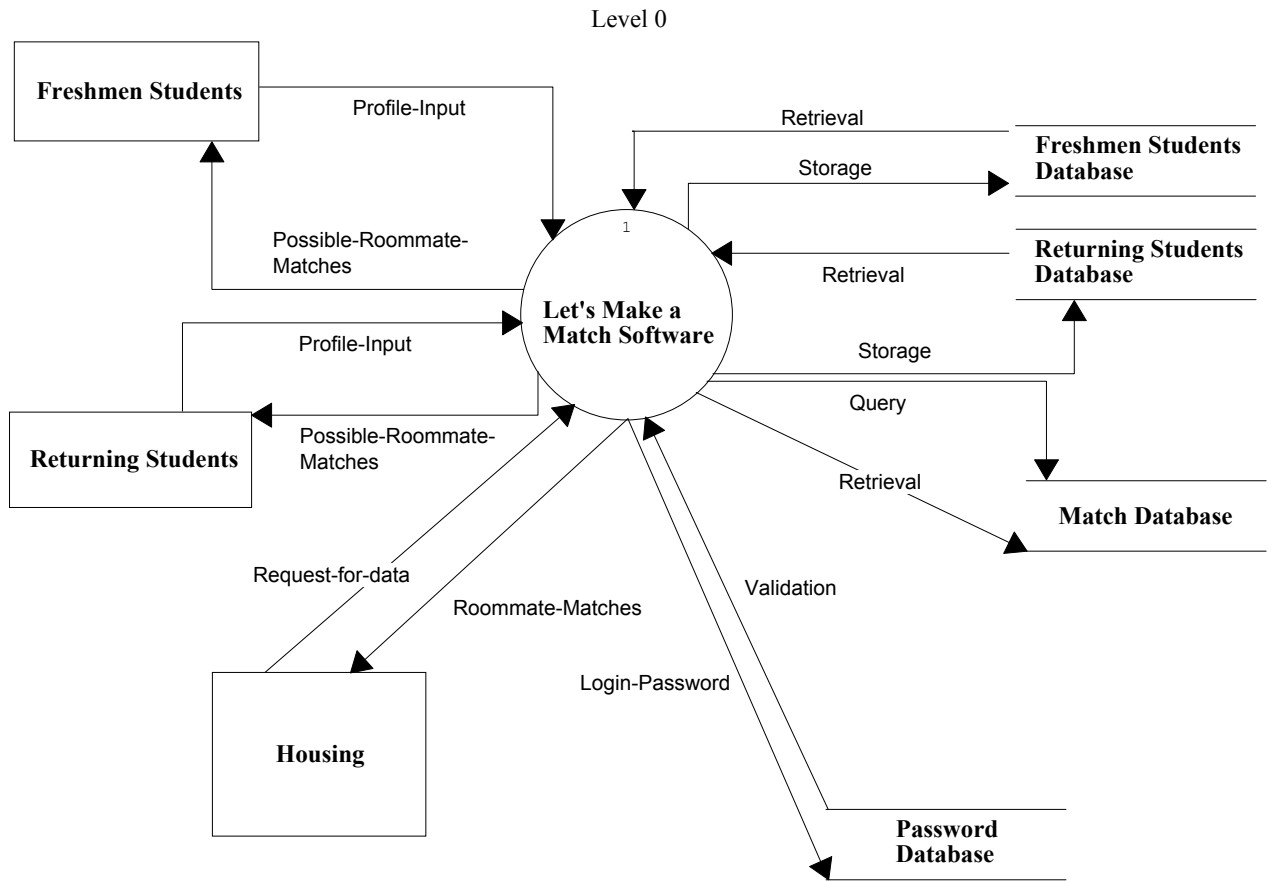 Level 0
Freshmen Students
Profile-Input
Retrieval
Freshmen Students
Database
Storage
1
Possible-Roommate-
Matches
Returning Students
Database
Retrieval
Let's Make a
Match Software
Profile-Input
Storage
Query
Possible-Roommate-
Matches
Returning Students
Retrieval
Match Database
Request-for-data
Validation
Roommate-Matches
Login-Password
Housing
Password
Database